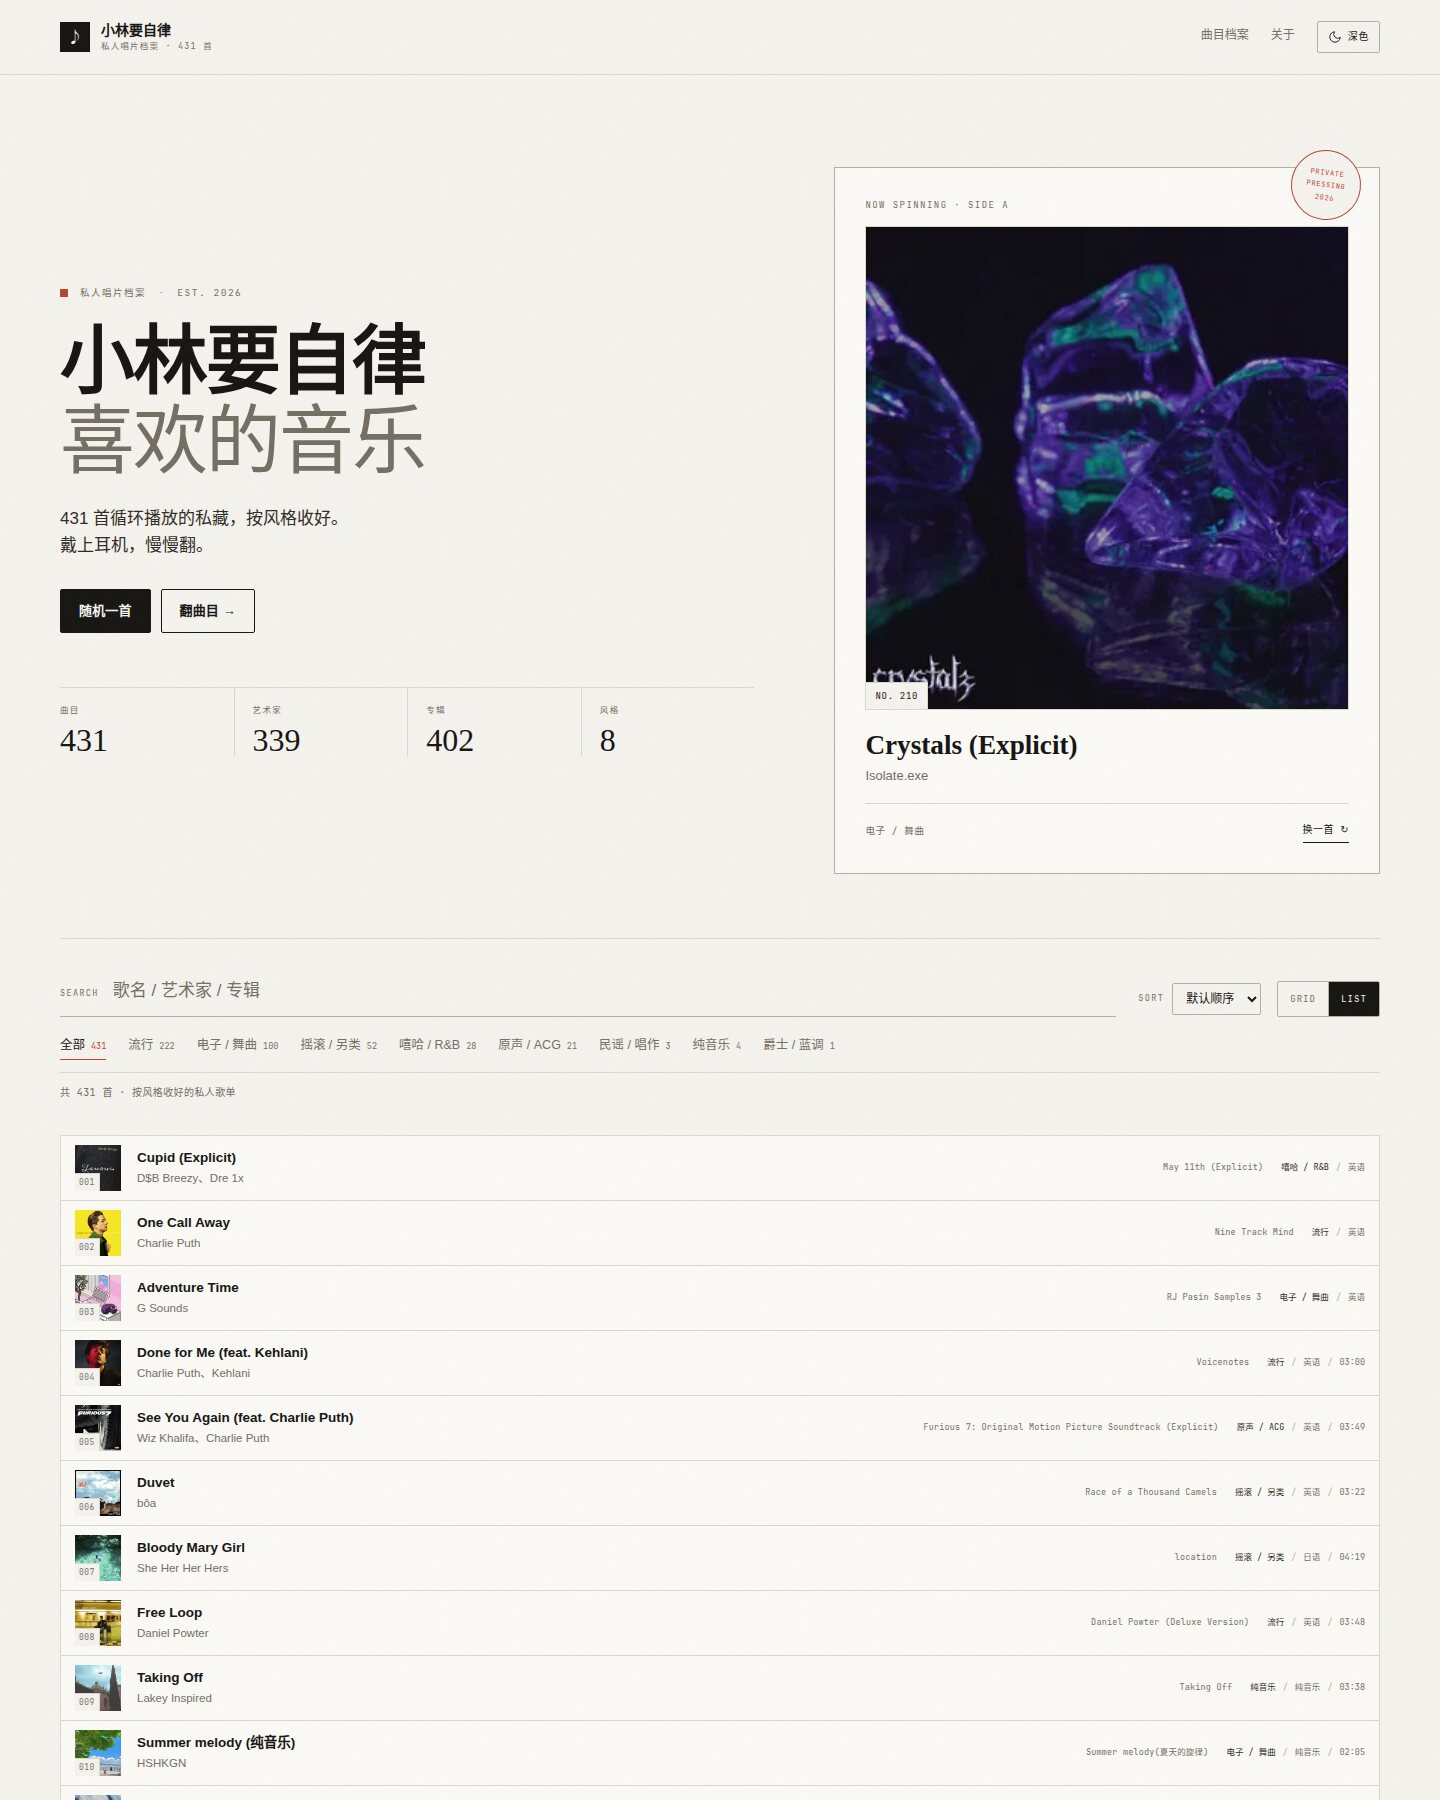 ♪
小林要自律
私人唱片档案 · 431 首
曲目档案
关于
深色
私人唱片档案 · EST. 2026
小林要自律
喜欢的音乐
431 首循环播放的私藏，按风格收好。
戴上耳机，慢慢翻。
随机一首
翻曲目 →
曲目
431
艺术家
339
专辑
402
风格
8
PRIVATE
PRESSING
2026
NOW SPINNING · SIDE A
crystalz
NO. 210
Crystals (Explicit)
Isolate.exe
电子 / 舞曲
换一首 ↻
SEARCH 歌名 / 艺术家 / 专辑
SORT 默认顺序
GRID LIST
全部 431 流行 222 电子 / 舞曲 100 摇滚 / 另类 52 嘻哈 / R&B 28 原声 / ACG 21 民谣 / 唱作 3 纯音乐 4 爵士 / 蓝调 1
共 431 首 · 按风格收好的私人歌单
001
Cupid (Explicit)
D$B Breezy、Dre 1x
May 11th (Explicit) 嘻哈 / R&B / 英语
002
One Call Away
Charlie Puth
Nine Track Mind 流行 / 英语
003
Adventure Time
G Sounds
RJ Pasin Samples 3 电子 / 舞曲 / 英语
004
Done for Me (feat. Kehlani)
Charlie Puth、Kehlani
Voicenotes 流行 / 英语 / 03:00
FURIOUS7
005
See You Again (feat. Charlie Puth)
Wiz Khalifa、Charlie Puth
Furious 7: Original Motion Picture Soundtrack (Explicit) 原声 / ACG / 英语 / 03:49
006
Duvet
bôa
Race of a Thousand Camels 摇滚 / 另类 / 英语 / 03:22
007
Bloody Mary Girl
She Her Her Hers
location 摇滚 / 另类 / 日语 / 04:19
008
Free Loop
Daniel Powter
Daniel Powter (Deluxe Version) 流行 / 英语 / 03:48
009
Taking Off
Lakey Inspired
Taking Off 纯音乐 / 纯音乐 / 03:38
010
Summer melody (纯音乐)
HSHKGN
Summer melody(夏天的旋律) 电子 / 舞曲 / 纯音乐 / 02:05